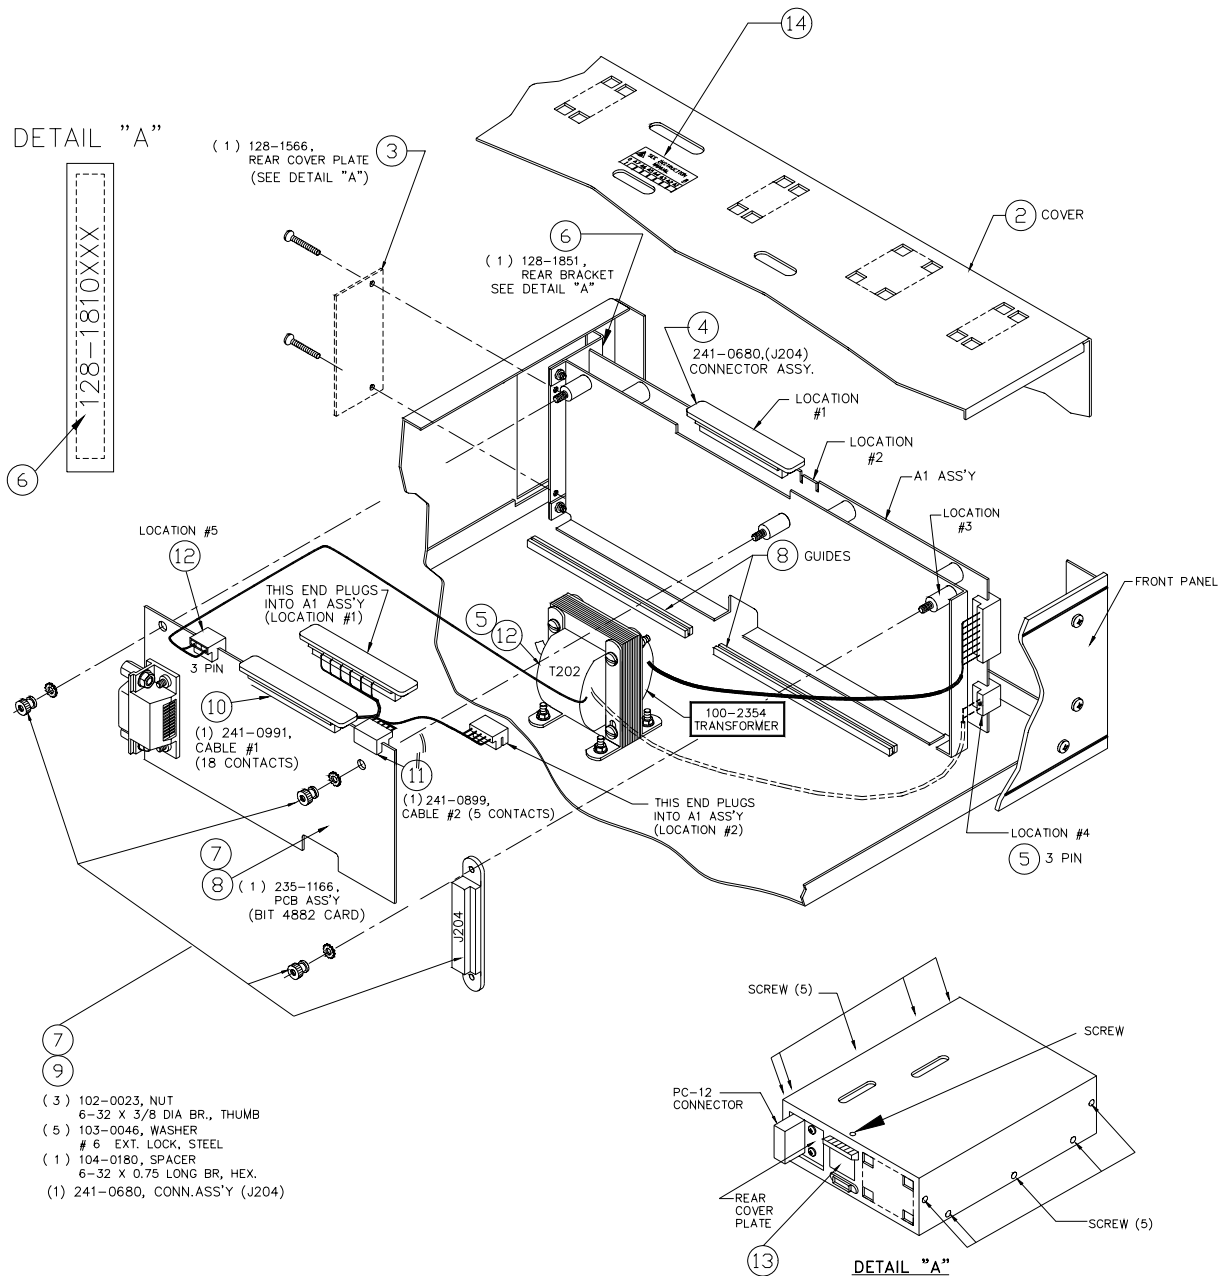 14
DETAIL "A"
( 1 ) 128-1566,
REAR COVER PLATE
(SEE DETAIL "A")
3
128-1810XXX
6
2 COVER
6
( 1 ) 128-1851,
REAR BRACKET
SEE DETAIL "A"
4
241-0680,(J204)
CONNECTOR ASSY.
LOCATION
#1
LOCATION
#2
A1 ASS'Y
LOCATION
#3
FRONT PANEL
LOCATION #5
12
3 PIN
THIS END PLUGS
INTO A1 ASS'Y
(LOCATION #1)
8 GUIDES
5
12
T202
100-2354
TRANSFORMER
10
(1) 241-0991,
CABLE #1
(18 CONTACTS)
11
(1) 241-0899,
CABLE #2 (5 CONTACTS)
THIS END PLUGS
INTO A1 ASS'Y
(LOCATION #2)
LOCATION #4
5 3 PIN
7
8
( 1 ) 235-1166,
PCB ASS'Y
(BIT 4882 CARD)
J204
7
9
( 3 ) 102-0023, NUT
6-32 X 3/8 DIA BR., THUMB
( 5 ) 103-0046, WASHER
# 6 EXT. LOCK, STEEL
( 1 ) 104-0180, SPACER
6-32 X 0.75 LONG BR, HEX.
(1) 241-0680, CONN.ASS'Y (J204)
SCREW (5)
SCREW
PC-12
CONNECTOR
REAR
COVER
PLATE
13
SCREW (5)
DETAIL "A"